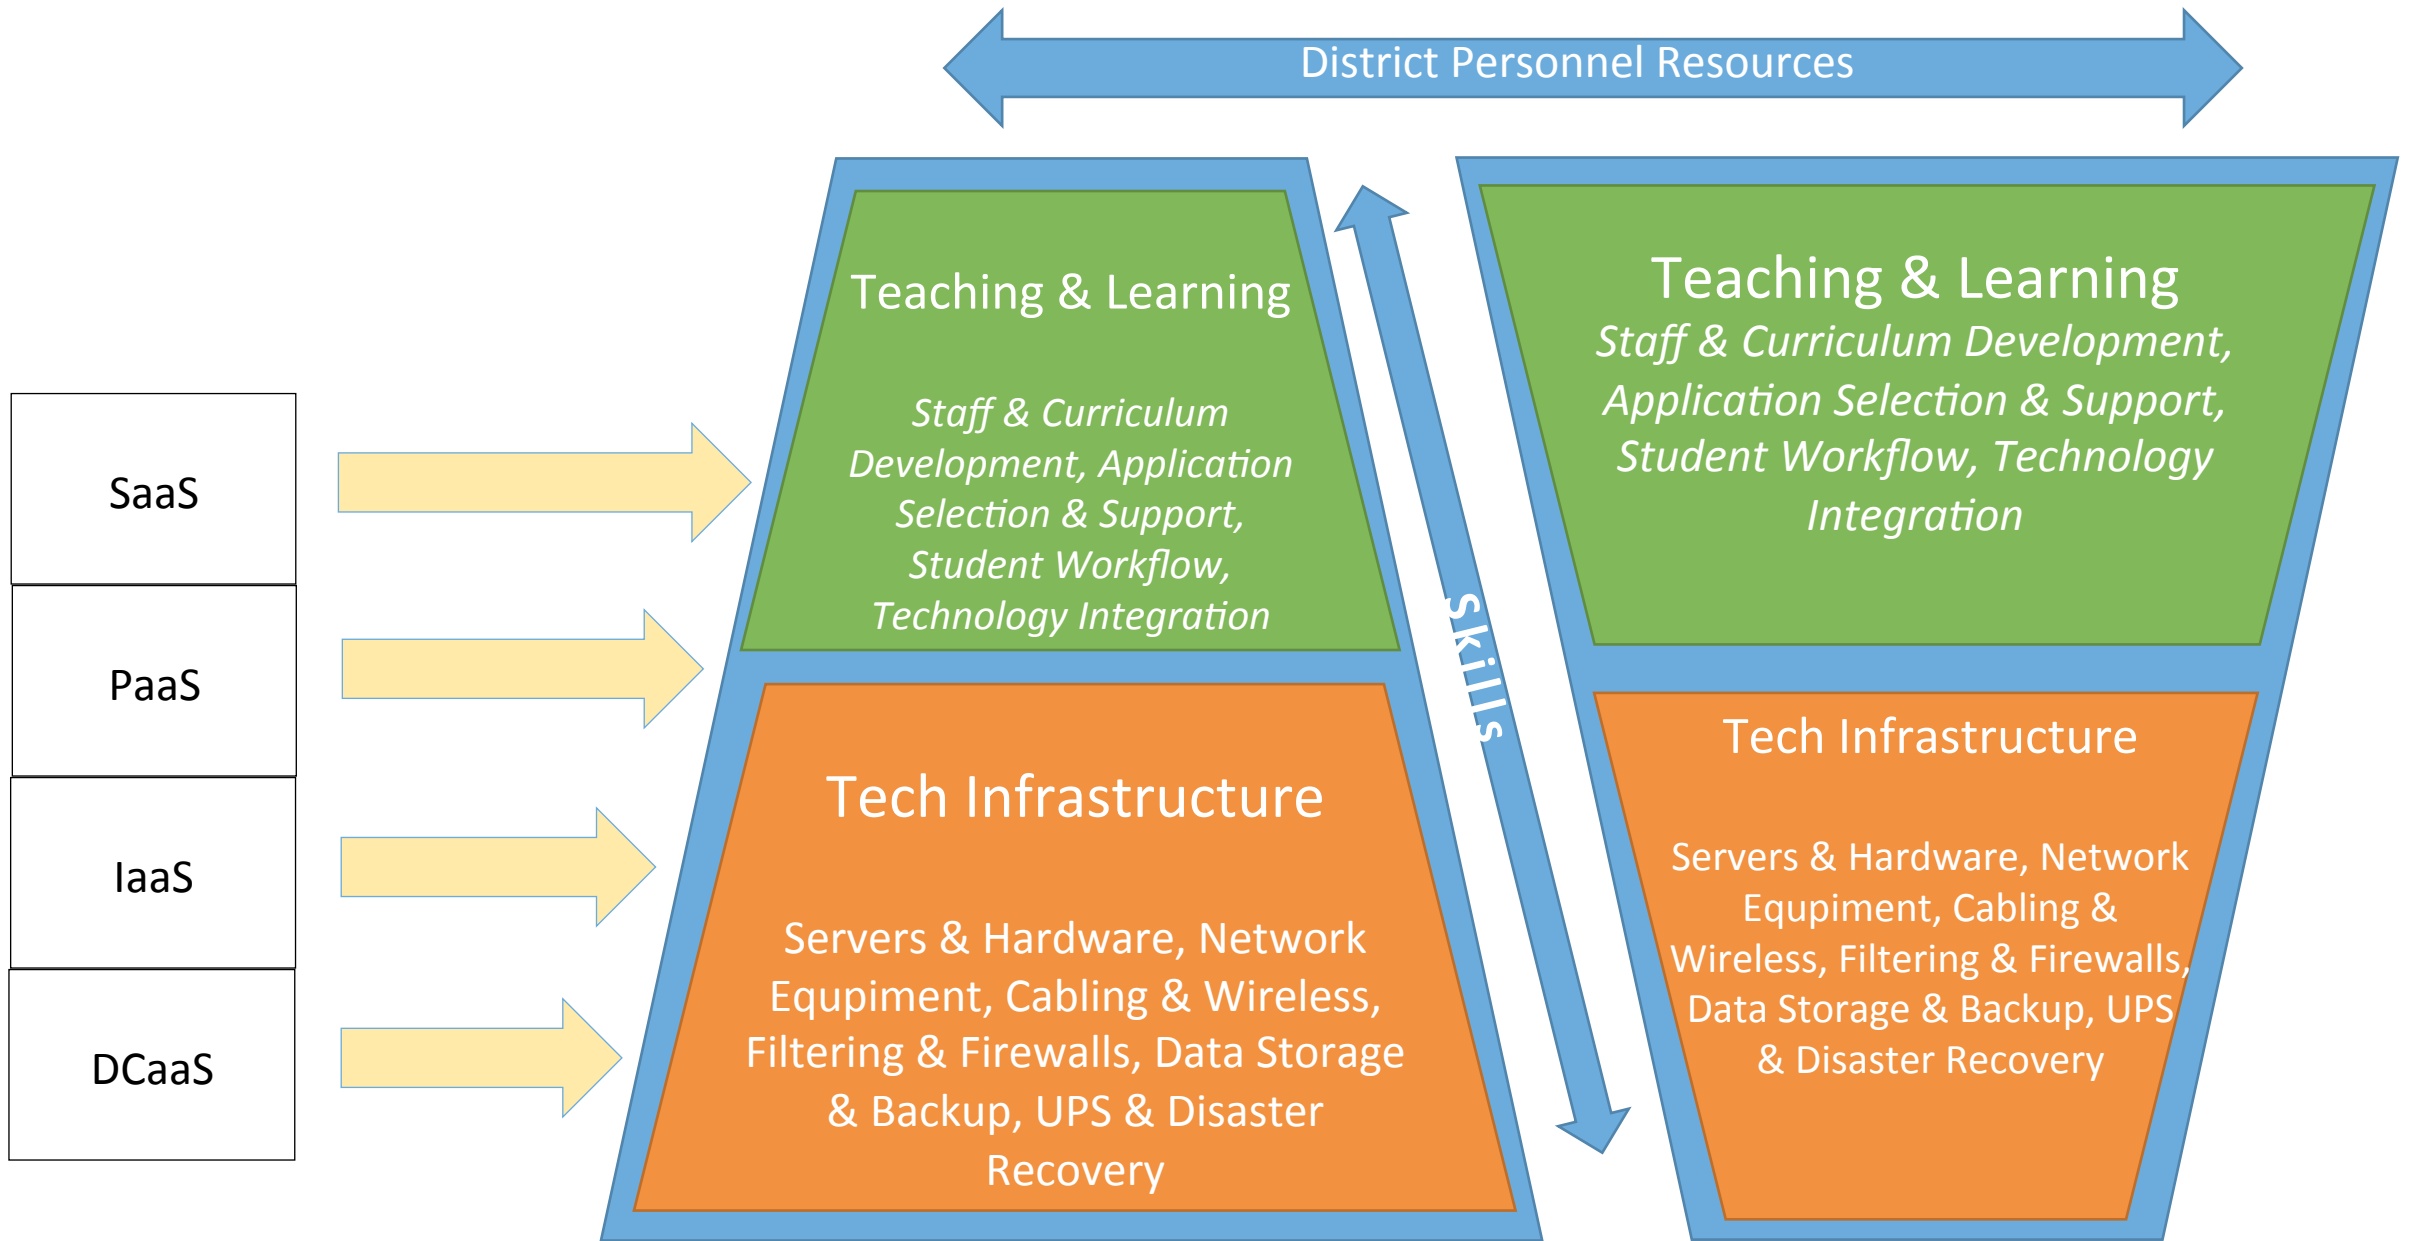 District Personnel Resources
SaaS
PaaS
IaaS
DCaaS
Teaching & Learning
Staff & Curriculum
Development, Application
Selection & Support,
Student Workflow,
Technology Integration
Tech Infrastructure
Servers & Hardware, Network
Equpiment, Cabling & Wireless,
Filtering & Firewalls, Data Storage
& Backup, UPS & Disaster
Recovery
Skills
Teaching & Learning
Staff & Curriculum Development,
Application Selection & Support,
Student Workflow, Technology
Integration
Tech Infrastructure
Servers & Hardware, Network
Equpiment, Cabling &
Wireless, Filtering & Firewalls,
Data Storage & Backup, UPS
& Disaster Recovery